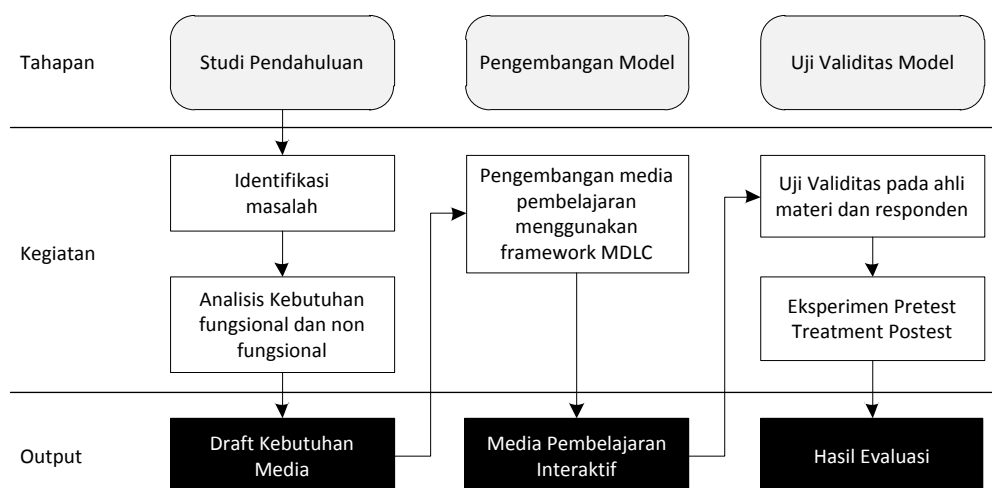 Tahapan
Studi Pendahuluan
Pengembangan Model
Uji Validitas Model
Kegiatan
Identifikasi
masalah
Analisis Kebutuhan
fungsional dan non
fungsional
Pengembangan media
pembelajaran
menggunakan
framework MDLC
Uji Validitas pada ahli
materi dan responden
Eksperimen Pretest
Treatment Postest
Output
Draft Kebutuhan
Media
Media Pembelajaran
Interaktif
Hasil Evaluasi